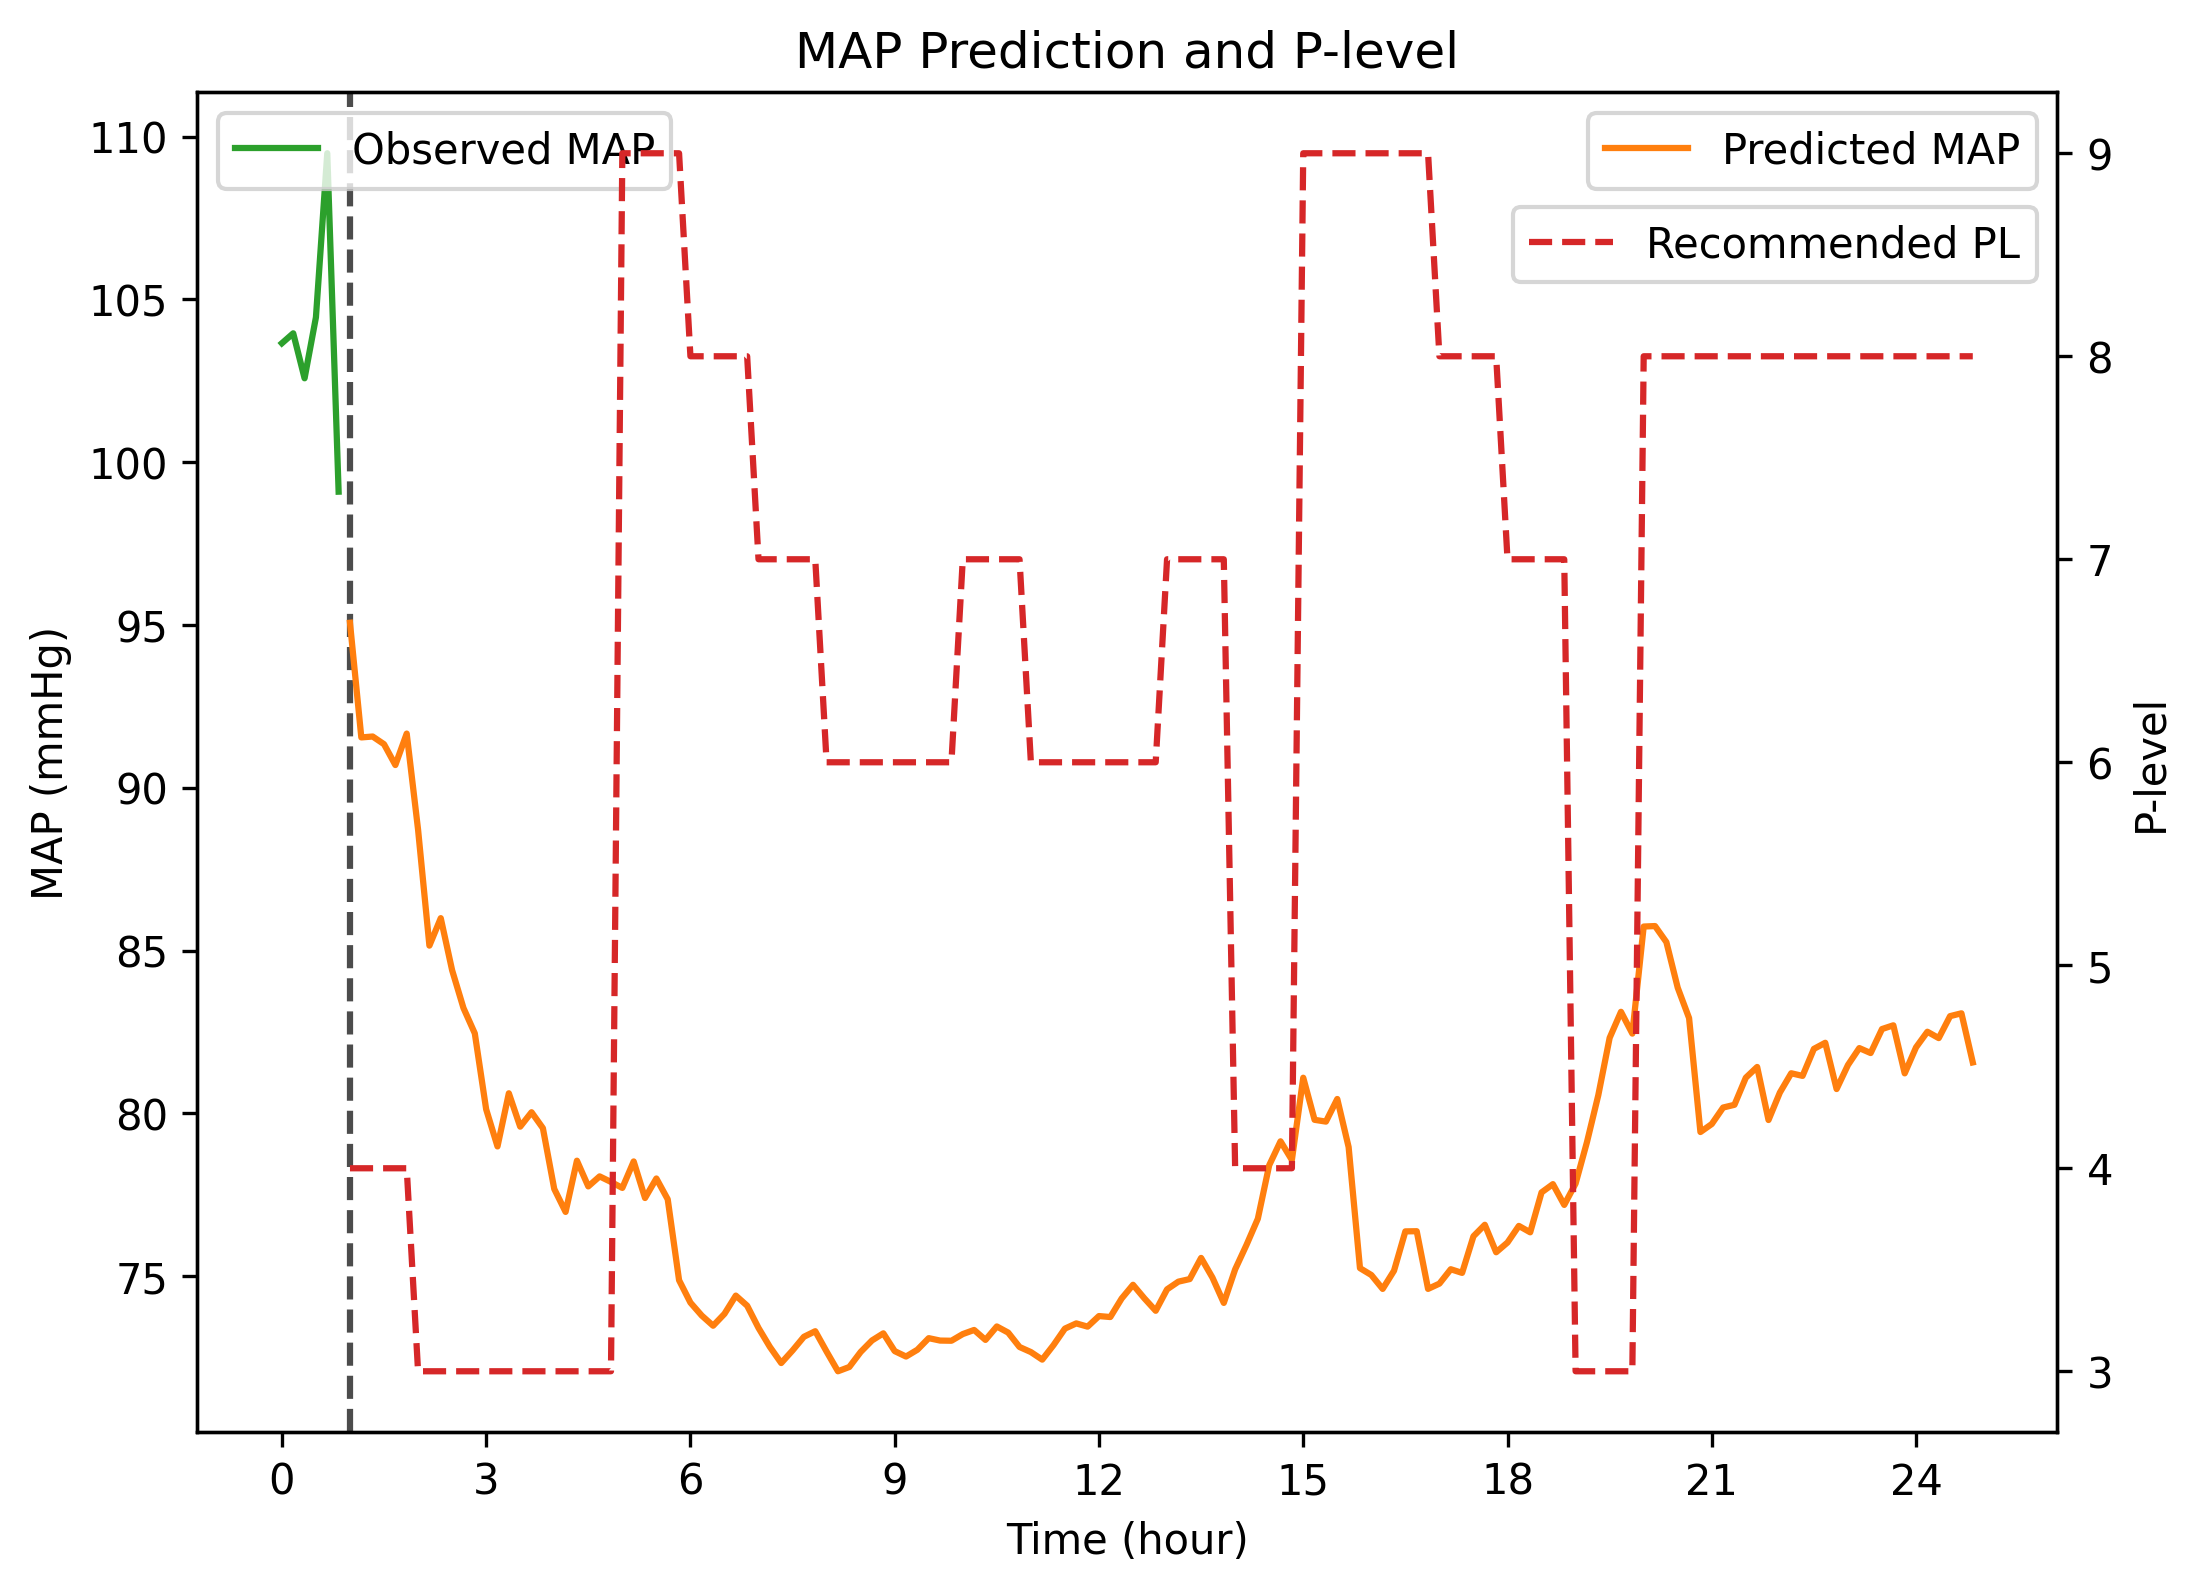 MAP Prediction and P-level
Observed MAP
Predicted MAP
Recommended PL
110
105
100
95
90
85
80
75
MAP (mmHg)
9
8
7
6
5
4
3
P-level
0 3 6 9 12 15 18 21 24
Time (hour)